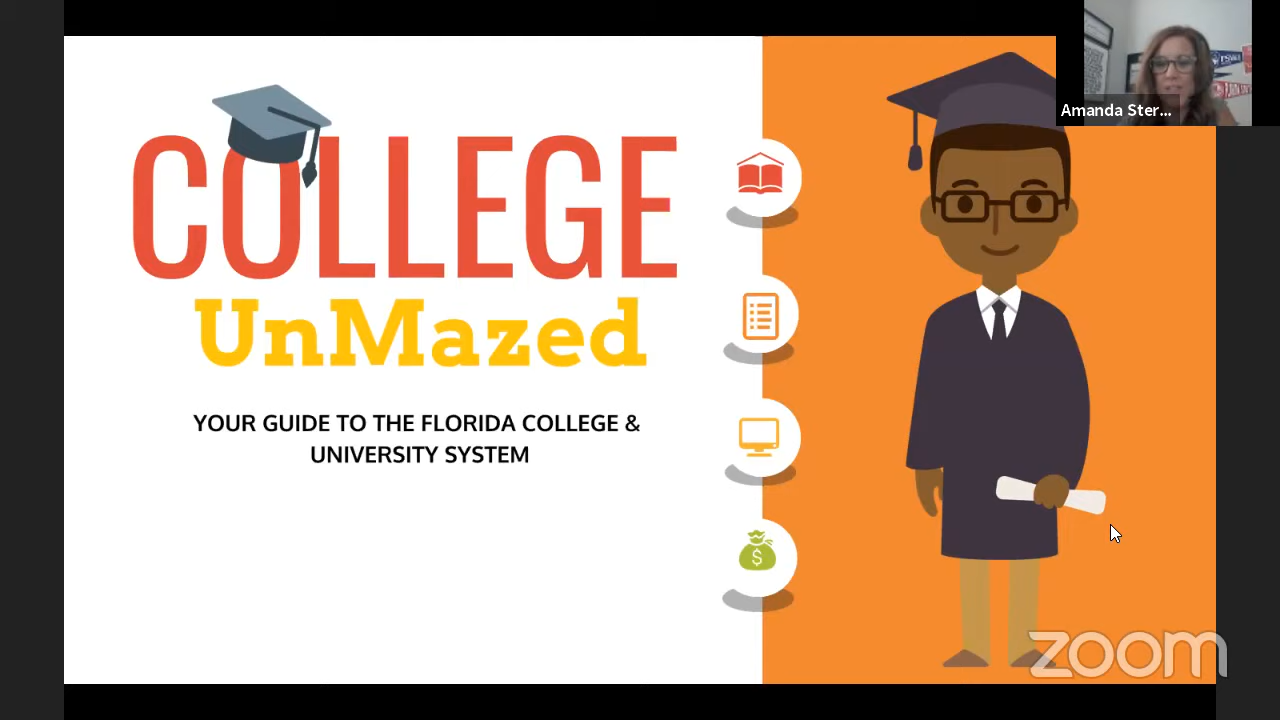 Amanda Ster...
COLLEGE
UnMazed
YOUR GUIDE TO THE FLORIDA COLLEGE &
UNIVERSITY SYSTEM
$
zoom